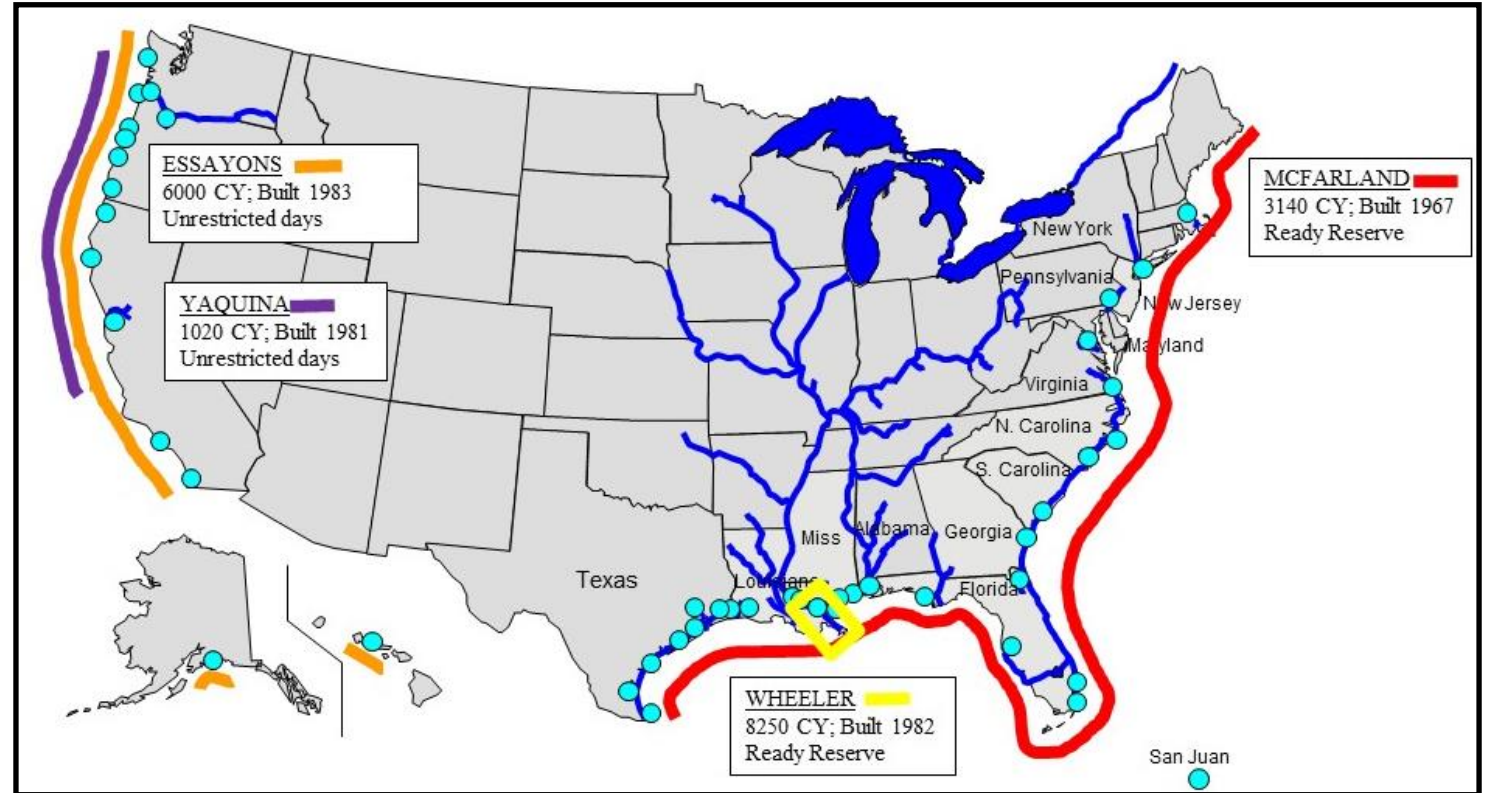 ESSAYONS
6000 CY; Built 1983
Unrestricted days
YAQUINA
1020 CY; Built 1981
Unrestricted days
MCFARLAND
3140 CY; Built 1967
Ready Reserve
New York
Pennsylvania
New Jersey
Maryland
Virginia
N. Carolina
S. Carolina
Georgia
Alabama
Miss
Louisiana
Texas
Florida
WHEELER
8250 CY; Built 1982
Ready Reserve
San Juan